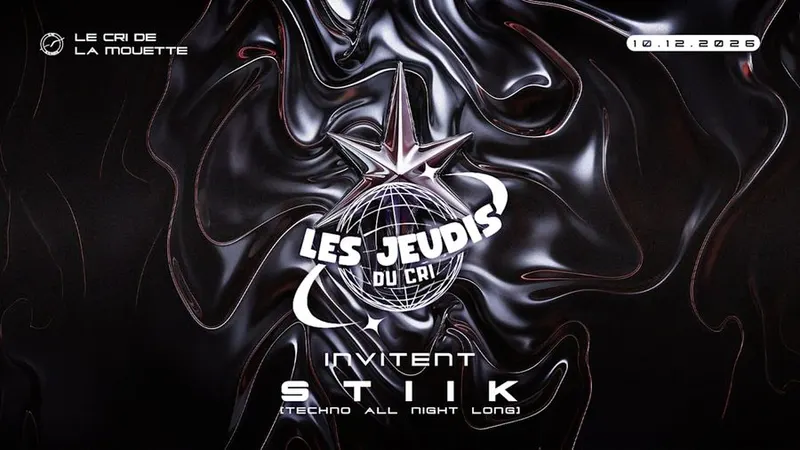 LE CRI DE
LA MOUETTE
10.12.2026
LES JEUDIS
DU CRI
INVITENT
STIIK
(TECHNO ALL NIGHT LONG)